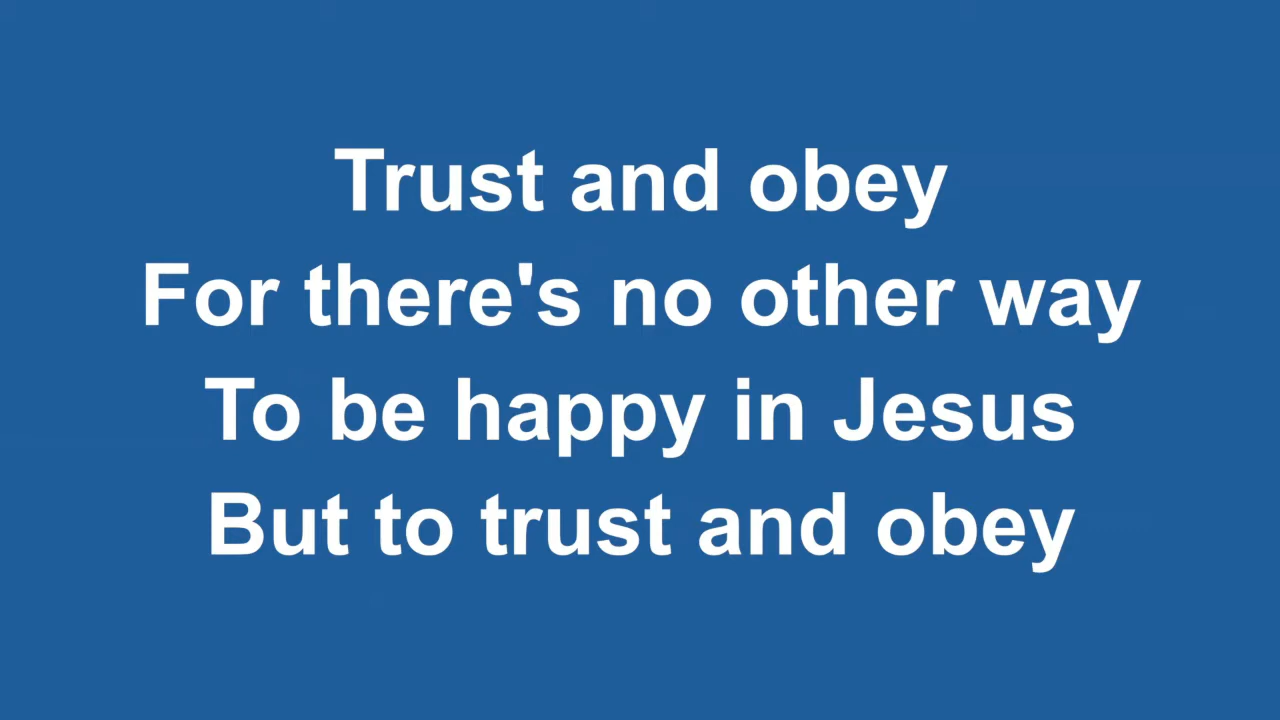 Trust and obey
For there's no other way
To be happy in Jesus
But to trust and obey